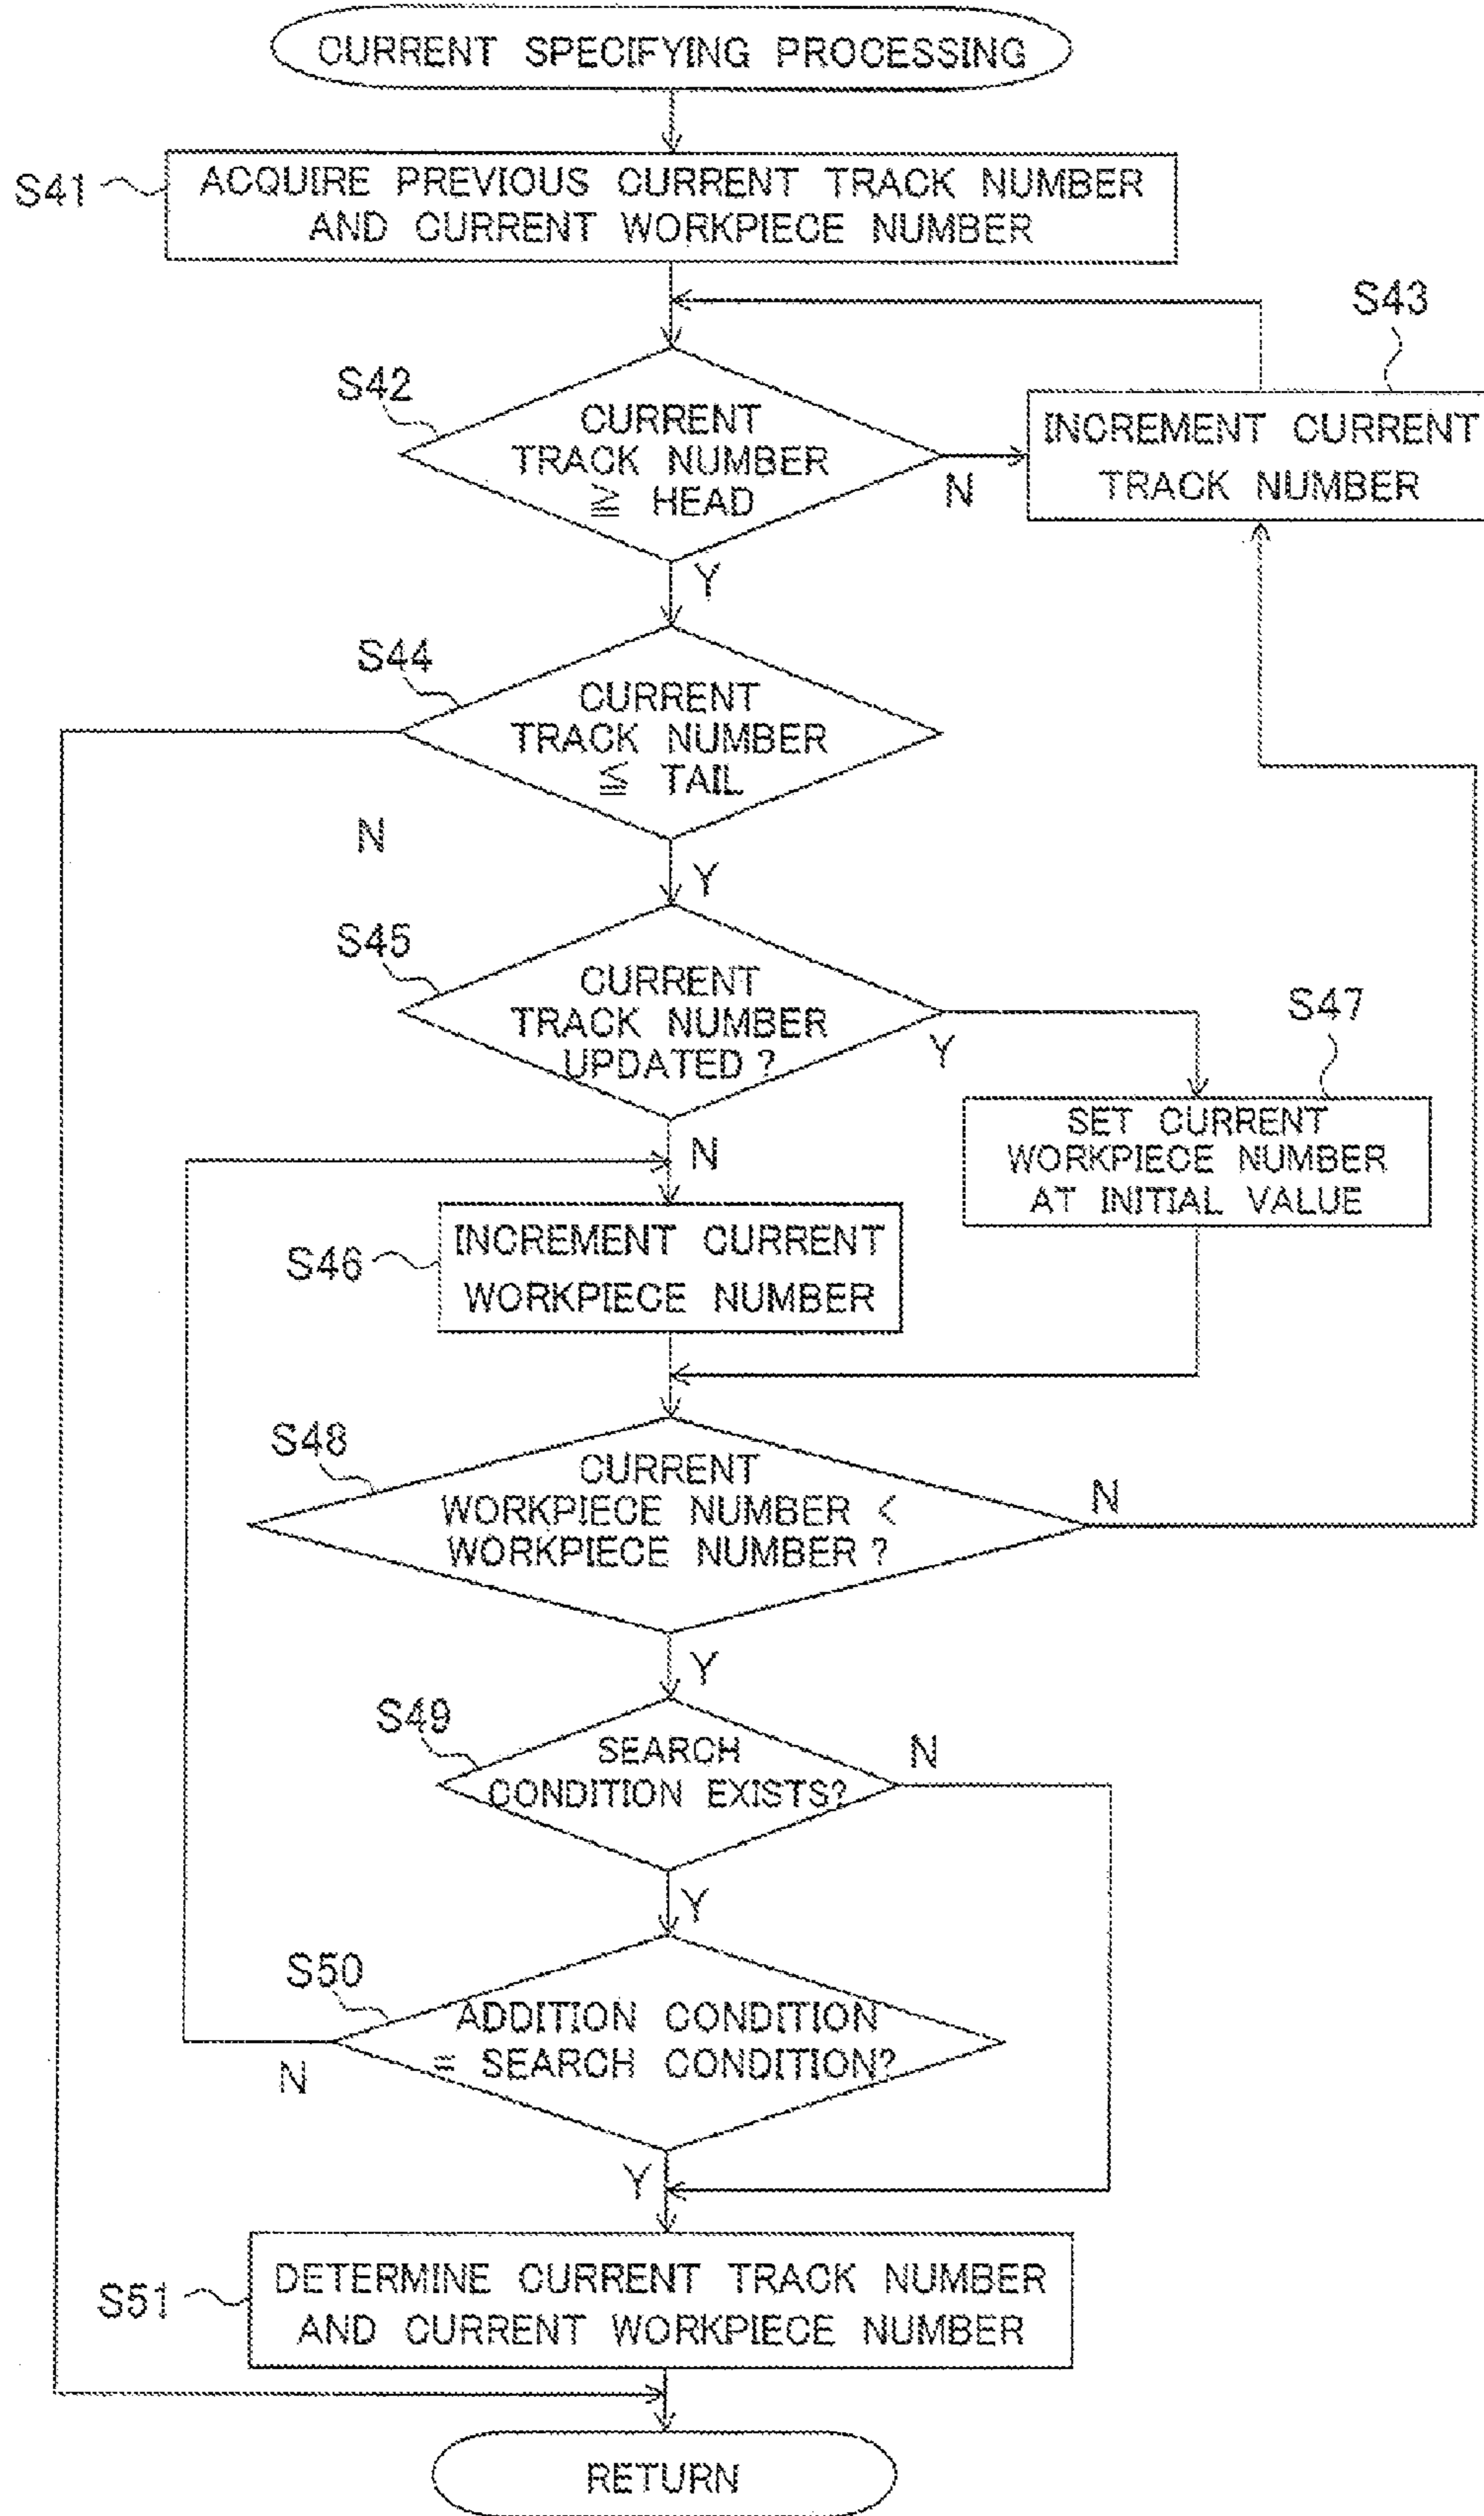 CURRENT SPECIFYING PROCESSING
S41
ACQUIRE PREVIOUS CURRENT TRACK NUMBER
AND CURRENT WORKPIECE NUMBER
S43
INCREMENT CURRENT
TRACK NUMBER
S42
CURRENT
TRACK NUMBER
≧ HEAD
N
Y
S44
CURRENT
TRACK NUMBER
≦ TAIL
N
Y
S45
CURRENT
TRACK NUMBER
UPDATED?
Y
N
S47
SET CURRENT
WORKPIECE NUMBER
AT INITIAL VALUE
S46
INCREMENT CURRENT
WORKPIECE NUMBER
S48
CURRENT
WORKPIECE NUMBER <
WORKPIECE NUMBER?
N
Y
S49
SEARCH
CONDITION EXISTS?
N
Y
S50
ADDITION CONDITION
= SEARCH CONDITION?
N
Y
S51
DETERMINE CURRENT TRACK NUMBER
AND CURRENT WORKPIECE NUMBER
RETURN